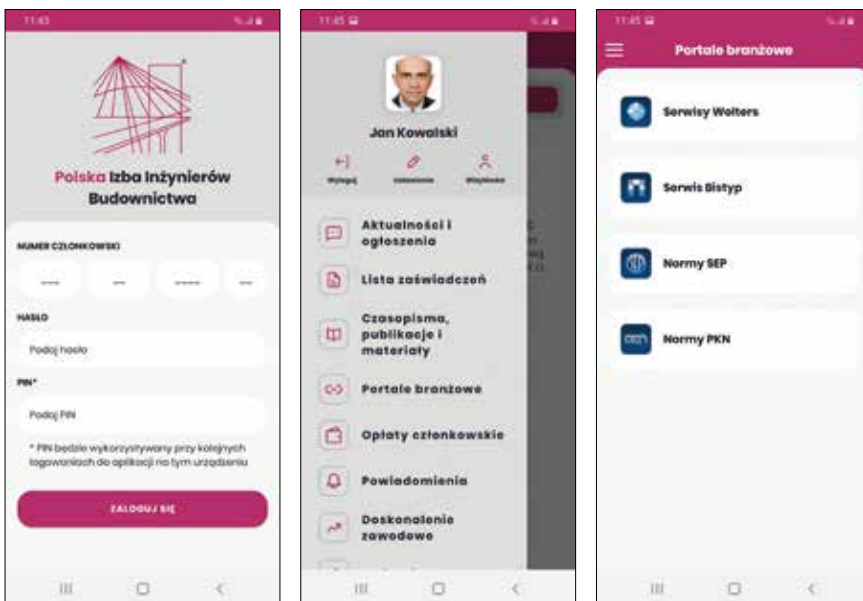 11:43
Polska Izba Inżynierów
Budownictwa
NUMER CZŁONKOWSKI
--- -- ---- --
HASŁO
Podaj hasło
PIN*
Podaj PIN
* PIN będzie wykorzystywany przy kolejnych
logowaniach do aplikacji na tym urządzeniu
ZALOGUJ SIĘ
11:45
Jan Kowalski
Wyloguj Ustawienia Wizytówka
Aktualności i
ogłoszenia
Lista zaświadczeń
Czasopisma,
publikacje i
materiały
Portale branżowe
Opłaty członkowskie
Powiadomienia
Doskonalenie
zawodowe
11:45
Portale branżowe
Serwisy Wolters
Serwis Bistyp
Normy SEP
Normy PKN